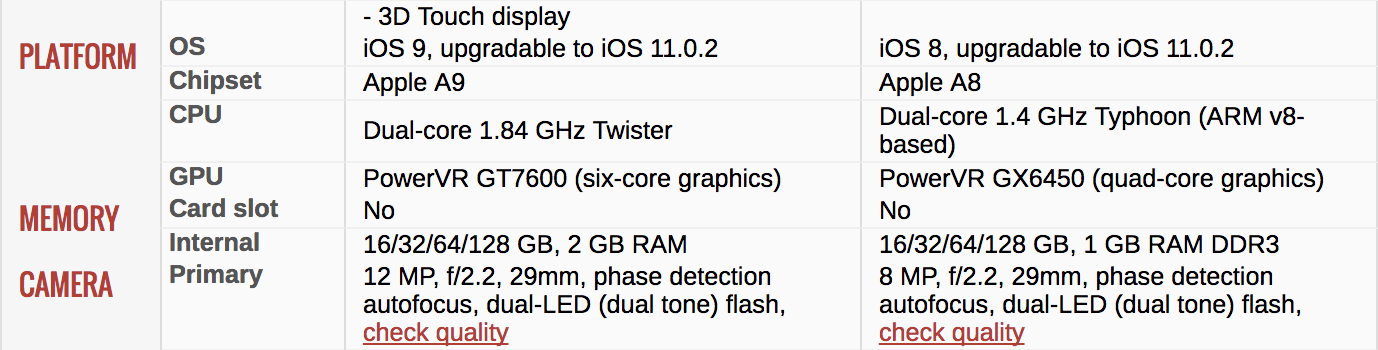 - 3D Touch display
PLATFORM
OS
iOS 9, upgradable to iOS 11.0.2
iOS 8, upgradable to iOS 11.0.2
Chipset
Apple A9
Apple A8
CPU
Dual-core 1.84 GHz Twister
Dual-core 1.4 GHz Typhoon (ARM v8-
based)
GPU
PowerVR GT7600 (six-core graphics)
PowerVR GX6450 (quad-core graphics)
MEMORY
Card slot
No
No
Internal
16/32/64/128 GB, 2 GB RAM
16/32/64/128 GB, 1 GB RAM DDR3
CAMERA
Primary
12 MP, f/2.2, 29mm, phase detection
autofocus, dual-LED (dual tone) flash,
check quality
8 MP, f/2.2, 29mm, phase detection
autofocus, dual-LED (dual tone) flash,
check quality